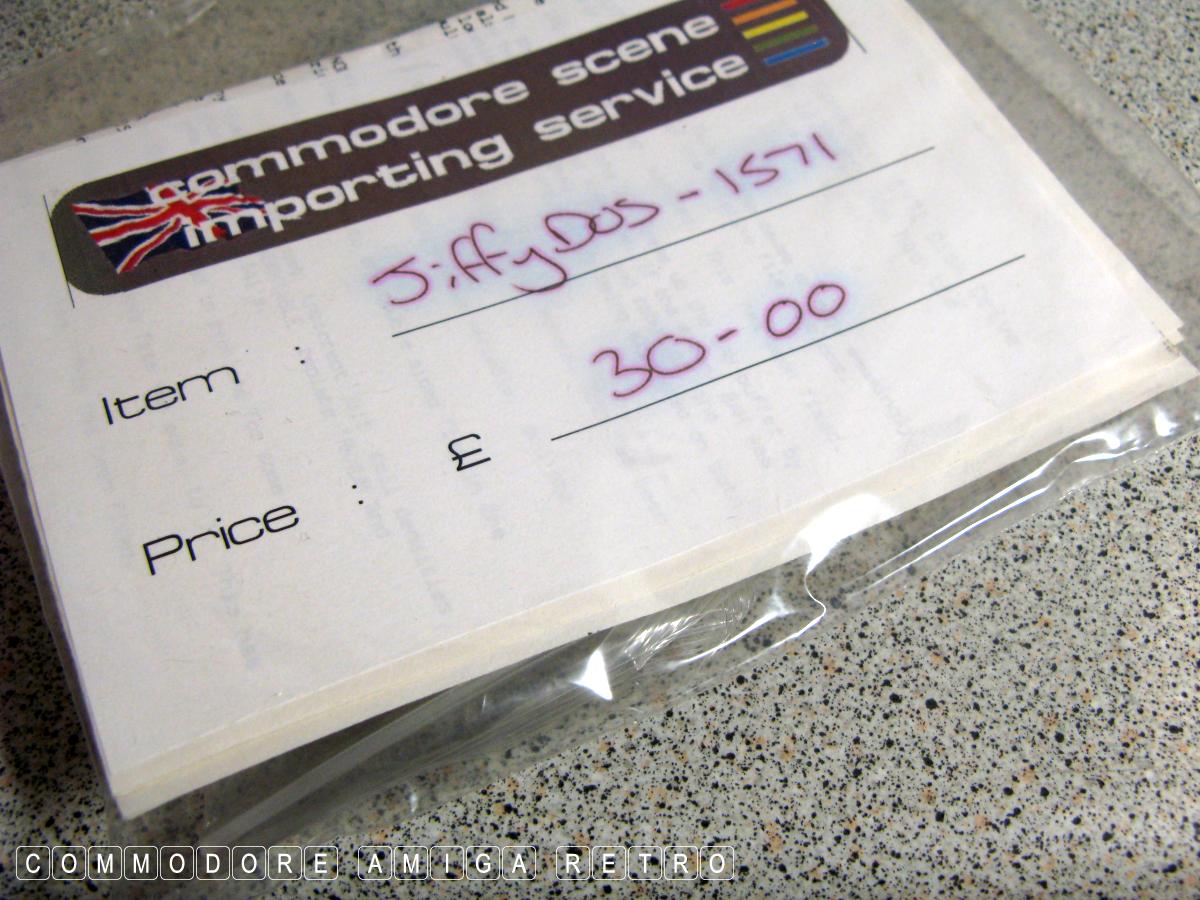 commodore scene
importing service
Item : JiffyDOS - 1571
Price : £ 30 - 00
COMMODORE AMIGA RETRO